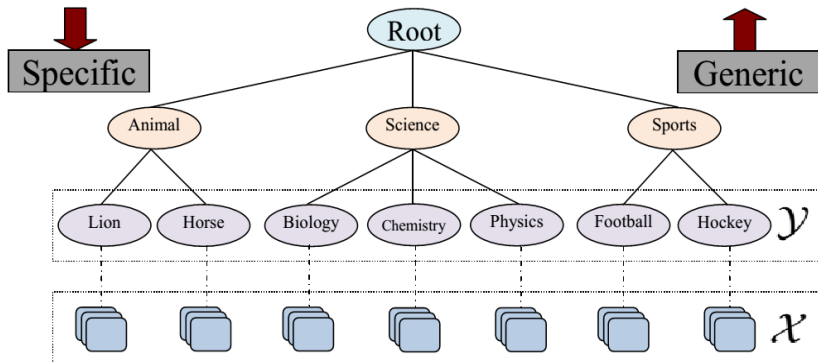 Root
Specific
Generic
Animal
Science
Sports
Lion
Horse
Biology
Chemistry
Physics
Football
Hockey
𝒴
𝒳